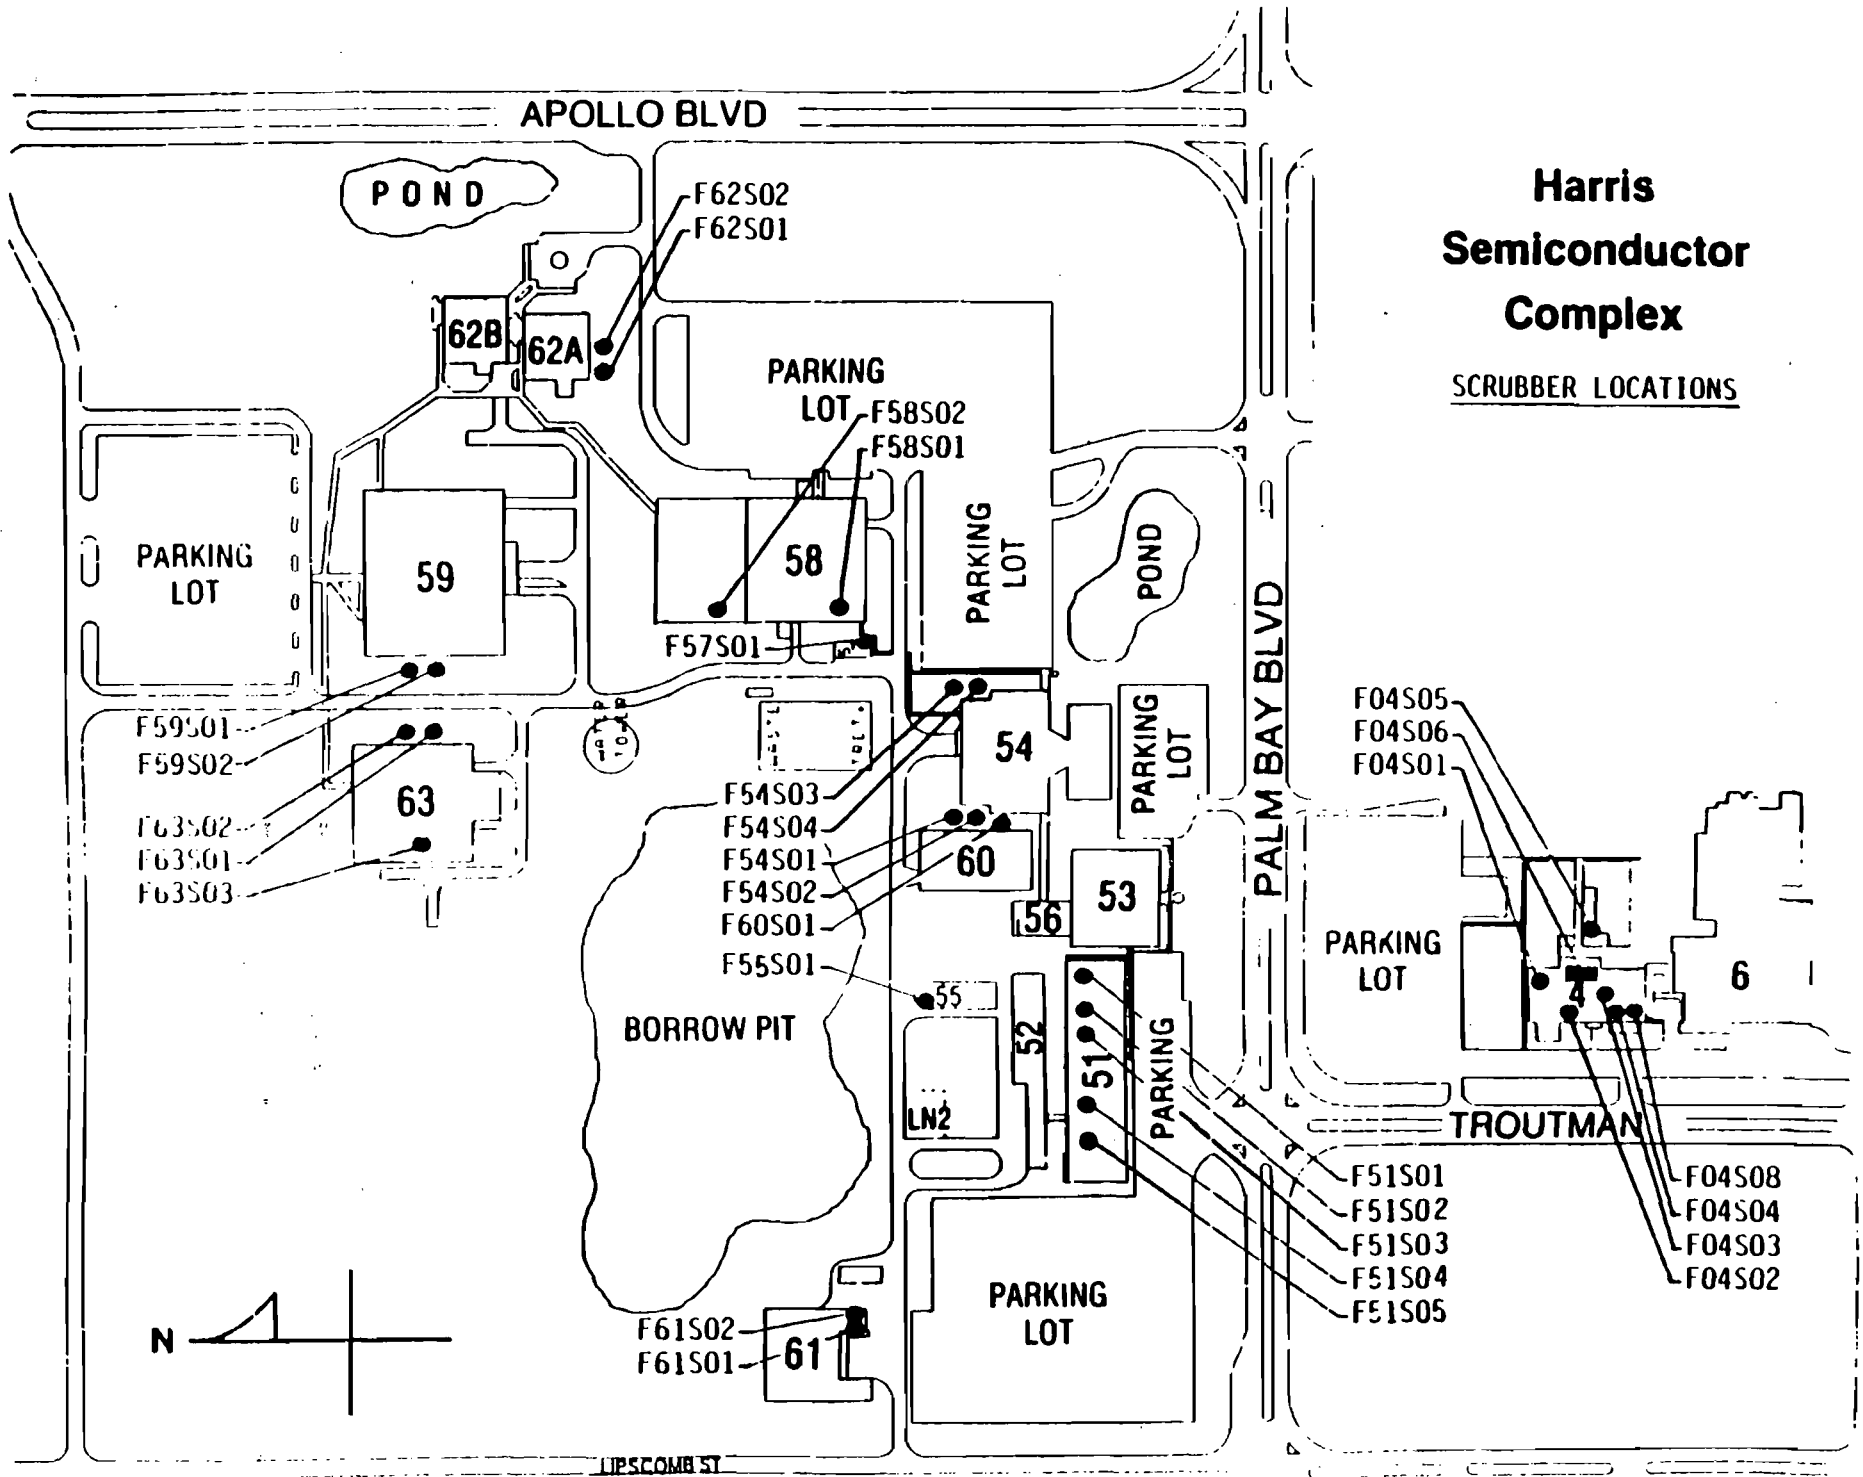 APOLLO BLVD
POND
F62S02
F62S01
Harris
Semiconductor
Complex
SCRUBBER LOCATIONS
62B
62A
PARKING
LOT
F58S02
F58S01
PARKING
LOT
59
58
PARKING
LOT
POND
F57S01
PALM BAY BLVD
F59S01
F59S02
F63S02
F63S01
F63S03
63
WATER
TOWER
54
PARKING
LOT
F54S03
F54S04
F54S01
F54S02
F60S01
F55S01
60
53
56
55
F04S05
F04S06
F04S01
PARKING
LOT
4
6
BORROW PIT
52
51
PARKING
LN2
TROUTMAN
F51S01
F51S02
F51S03
F51S04
F51S05
F04S08
F04S04
F04S03
F04S02
PARKING
LOT
N
F61S02
F61S01
61
LIPSCOMB ST